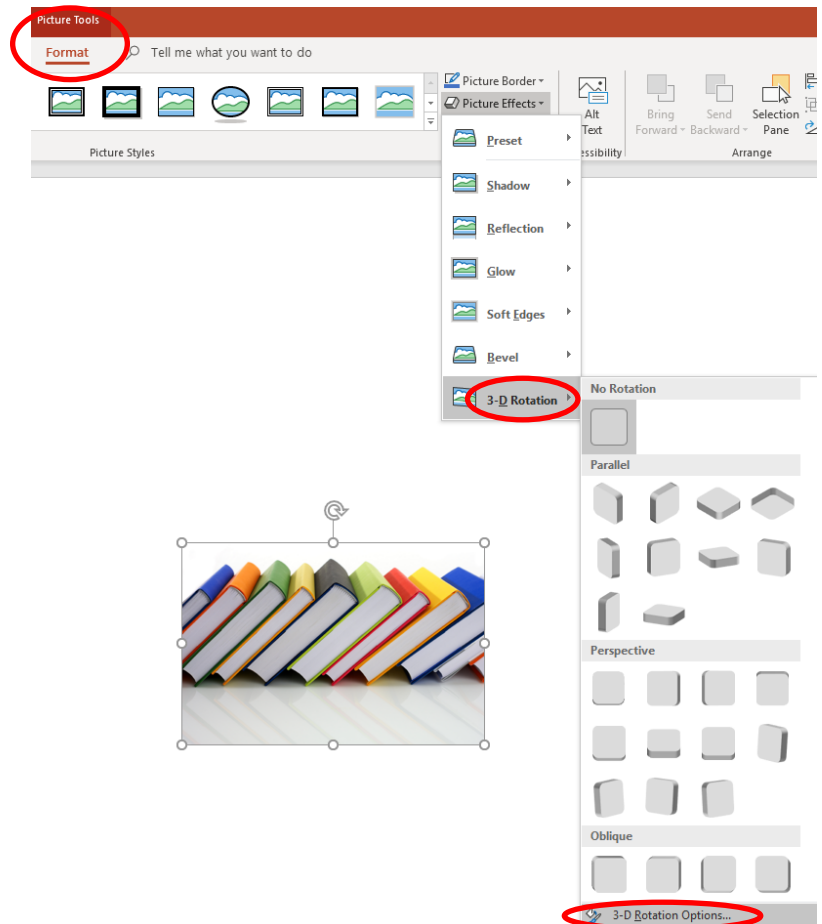 Picture Tools
Format
Tell me what you want to do
Picture Border
Picture Effects
Alt
Text
Bring
Forward
Send
Backward
Selection
Pane
Picture Styles
Arrange
essibility
Preset
Shadow
Reflection
Glow
Soft Edges
Bevel
3-D Rotation
No Rotation
Parallel
Perspective
Oblique
3-D Rotation Options...